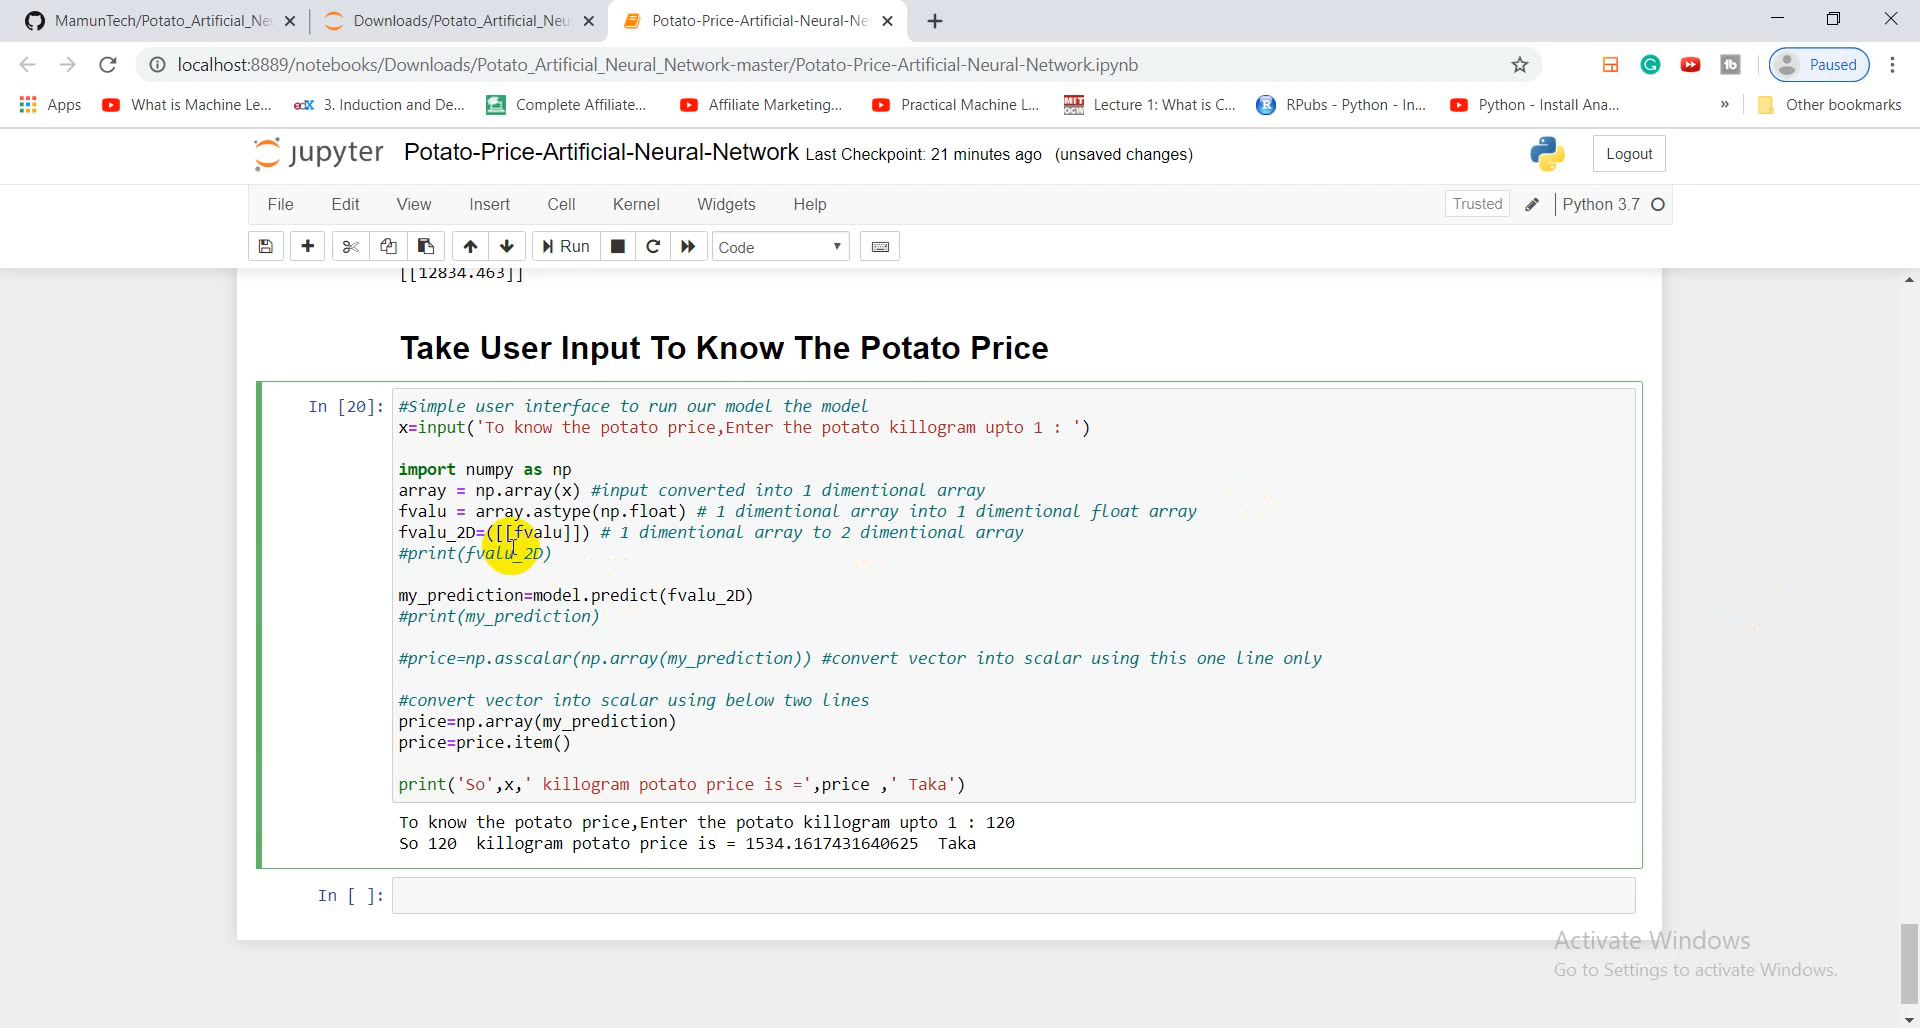 MamunTech/Potato_Artificial_Ne
Downloads/Potato_Artificial_Neu
Potato-Price-Artificial-Neural-Ne
localhost:8889/notebooks/Downloads/Potato_Artificial_Neural_Network-master/Potato-Price-Artificial-Neural-Network.ipynb
Paused
Apps
What is Machine Le...
edX 3. Induction and De...
Complete Affiliate...
Affiliate Marketing...
Practical Machine L...
MIT OCW Lecture 1: What is C...
R RPubs - Python - In...
Python - Install Ana...
»
Other bookmarks
jupyter Potato-Price-Artificial-Neural-Network Last Checkpoint: 21 minutes ago (unsaved changes)
Logout
File Edit View Insert Cell Kernel Widgets Help
Trusted
Python 3.7
Run
Code
[[12834.463]]
Take User Input To Know The Potato Price
In [20]:
#Simple user interface to run our model the model
x=input('To know the potato price,Enter the potato killogram upto 1 : ')
import numpy as np
array = np.array(x) #input converted into 1 dimentional array
fvalu = array.astype(np.float) # 1 dimentional array into 1 dimentional float array
fvalu_2D=([[fvalu]]) # 1 dimentional array to 2 dimentional array
#print(fvalu_2D)
my_prediction=model.predict(fvalu_2D)
#print(my_prediction)
#price=np.asscalar(np.array(my_prediction)) #convert vector into scalar using this one line only
#convert vector into scalar using below two lines
price=np.array(my_prediction)
price=price.item()
print('So',x,' killogram potato price is =',price ,' Taka')
To know the potato price,Enter the potato killogram upto 1 : 120
So 120  killogram potato price is = 1534.1617431640625  Taka
In [ ]:
Activate Windows
Go to Settings to activate Windows.